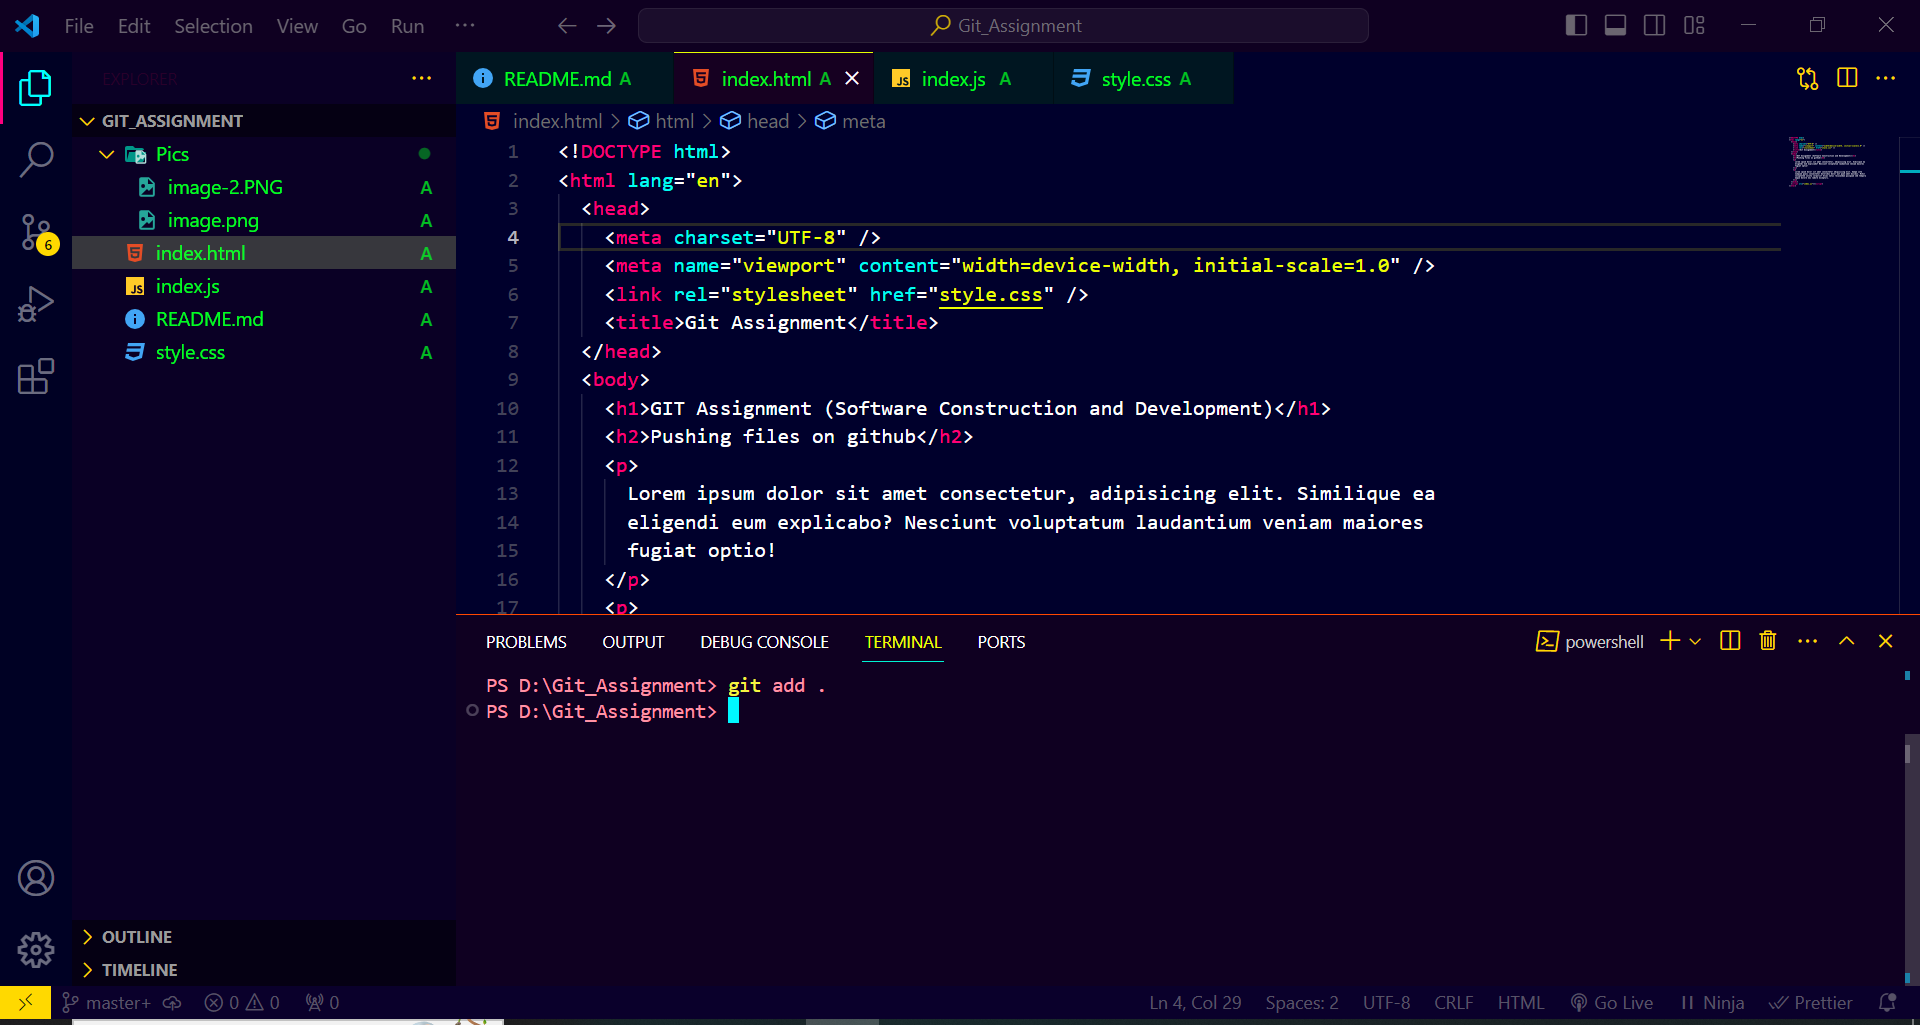 File Edit Selection View Go Run ··· Git_Assignment
EXPLORER
README.md A index.html A index.js A style.css A
GIT_ASSIGNMENT
index.html > html > head > meta
Pics
image-2.PNG A
image.png A
index.html A
index.js A
README.md A
style.css A
6
1 <!DOCTYPE html>
2 <html lang="en">
3 <head>
4 <meta charset="UTF-8" />
5 <meta name="viewport" content="width=device-width, initial-scale=1.0" />
6 <link rel="stylesheet" href="style.css" />
7 <title>Git Assignment</title>
8 </head>
9 <body>
10 <h1>GIT Assignment (Software Construction and Development)</h1>
11 <h2>Pushing files on github</h2>
12 <p>
13 Lorem ipsum dolor sit amet consectetur, adipisicing elit. Similique ea
14 eligendi eum explicabo? Nesciunt voluptatum laudantium veniam maiores
15 fugiat optio!
16 </p>
17 <p>
PROBLEMS OUTPUT DEBUG CONSOLE TERMINAL PORTS powershell
PS D:\Git_Assignment> git add .
PS D:\Git_Assignment>
OUTLINE
TIMELINE
master+ 0 0 0 Ln 4, Col 29 Spaces: 2 UTF-8 CRLF HTML Go Live Ninja Prettier